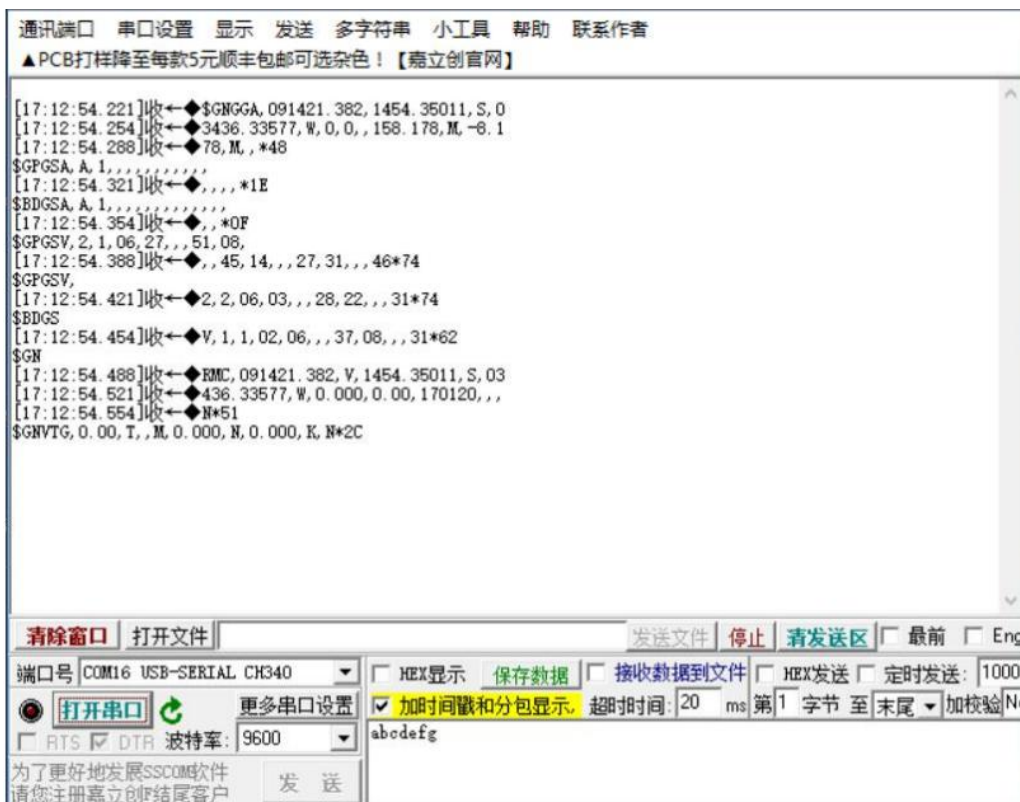 通讯端口 串口设置 显示 发送 多字符串 小工具 帮助 联系作者
▲PCB打样降至每款5元顺丰包邮可选杂色！【嘉立创官网】
[17:12:54.221]收←◆$GNGGA,091421.382,1454.35011,S,0
[17:12:54.254]收←◆3436.33577,W,0,0,,158.178,M,-8.1
[17:12:54.288]收←◆78,M,,*48
$GPGSA,A,1,,,,,,,,,,,
[17:12:54.321]收←◆,,,,*1E
$BDGSA,A,1,,,,,,,,,,,,,
[17:12:54.354]收←◆,,*0F
$GPGSV,2,1,06,27,,,51,08,
[17:12:54.388]收←◆,,45,14,,,27,31,,,46*74
$GPGSV,
[17:12:54.421]收←◆2,2,06,03,,,28,22,,,31*74
$BDGS
[17:12:54.454]收←◆V,1,1,02,06,,,37,08,,,31*62
$GN
[17:12:54.488]收←◆RMC,091421.382,V,1454.35011,S,03
[17:12:54.521]收←◆436.33577,W,0.000,0.00,170120,,,
[17:12:54.554]收←◆N*51
$GNVTG,0.00,T,,M,0.000,N,0.000,K,N*2C
清除窗口 打开文件 发送文件 停止 清发送区 最前 Eng
端口号 COM16 USB-SERIAL CH340 HEX显示 保存数据 接收数据到文件 HEX发送 定时发送: 1000
打开串口 更多串口设置 加时间戳和分包显示, 超时时间: 20 ms 第1 字节 至 末尾 加校验
RTS DTR 波特率: 9600 abcdefg
为了更好地发展SSCOM软件
请您注册嘉立创F结尾客户 发 送